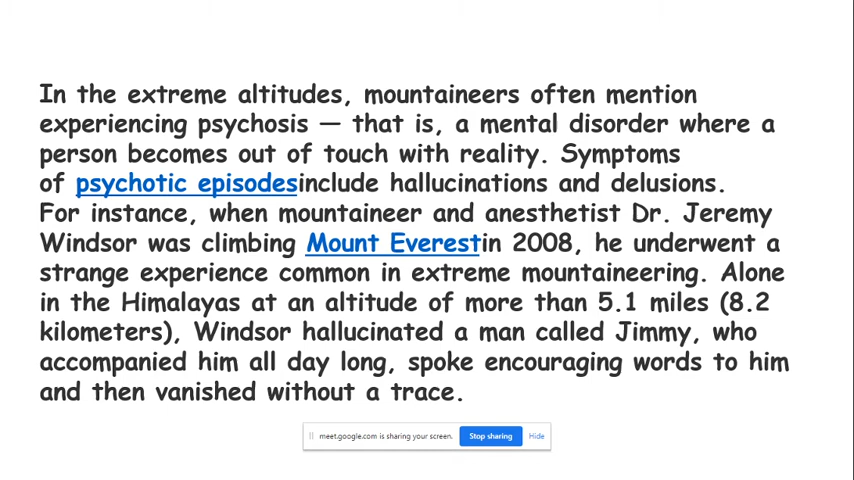 In the extreme altitudes, mountaineers often mention
experiencing psychosis — that is, a mental disorder where a
person becomes out of touch with reality. Symptoms
of psychotic episodesinclude hallucinations and delusions.
For instance, when mountaineer and anesthetist Dr. Jeremy
Windsor was climbing Mount Everestin 2008, he underwent a
strange experience common in extreme mountaineering. Alone
in the Himalayas at an altitude of more than 5.1 miles (8.2
kilometers), Windsor hallucinated a man called Jimmy, who
accompanied him all day long, spoke encouraging words to him
and then vanished without a trace.
meet.google.com is sharing your screen. Stop sharing Hide